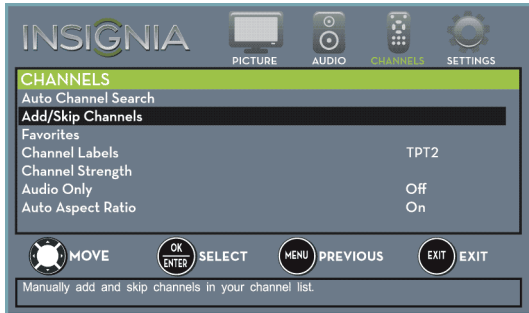 INSIGNIA
PICTURE AUDIO CHANNELS SETTINGS
CHANNELS
Auto Channel Search
Add/Skip Channels
Favorites
Channel Labels TPT2
Channel Strength
Audio Only Off
Auto Aspect Ratio On
MOVE OK ENTER SELECT MENU PREVIOUS EXIT EXIT
Manually add and skip channels in your channel list.